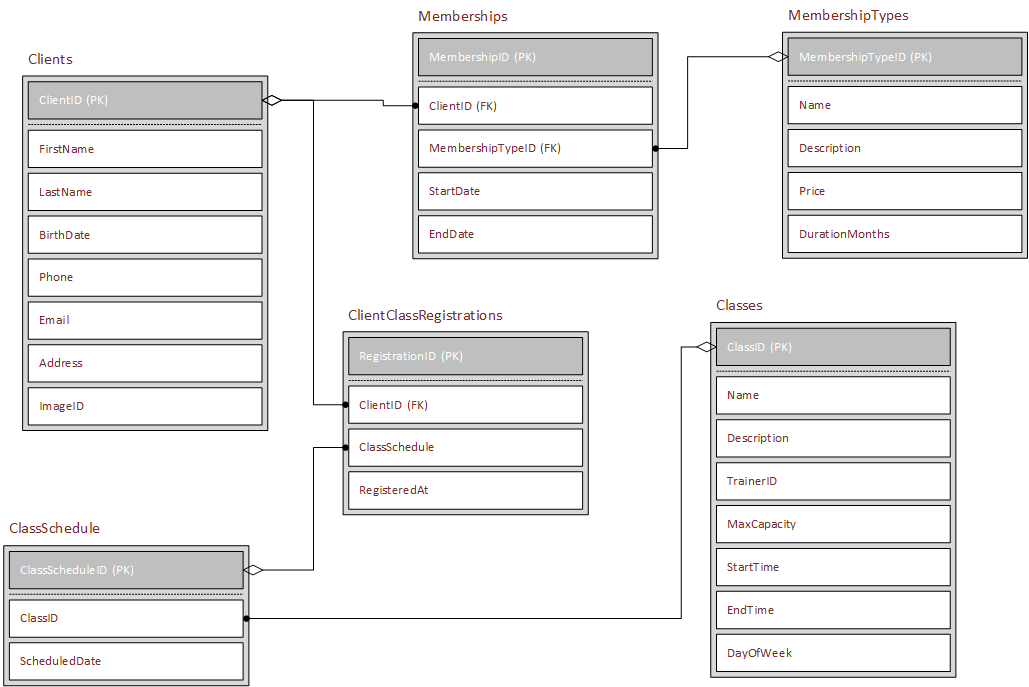 Clients
ClientID (PK)
FirstName
LastName
BirthDate
Phone
Email
Address
ImageID
Memberships
MembershipID (PK)
ClientID (FK)
MembershipTypeID (FK)
StartDate
EndDate
MembershipTypes
MembershipTypeID (PK)
Name
Description
Price
DurationMonths
ClientClassRegistrations
RegistrationID (PK)
ClientID (FK)
ClassSchedule
RegisteredAt
Classes
ClassID (PK)
Name
Description
TrainerID
MaxCapacity
StartTime
EndTime
DayOfWeek
ClassSchedule
ClassScheduleID (PK)
ClassID
ScheduledDate